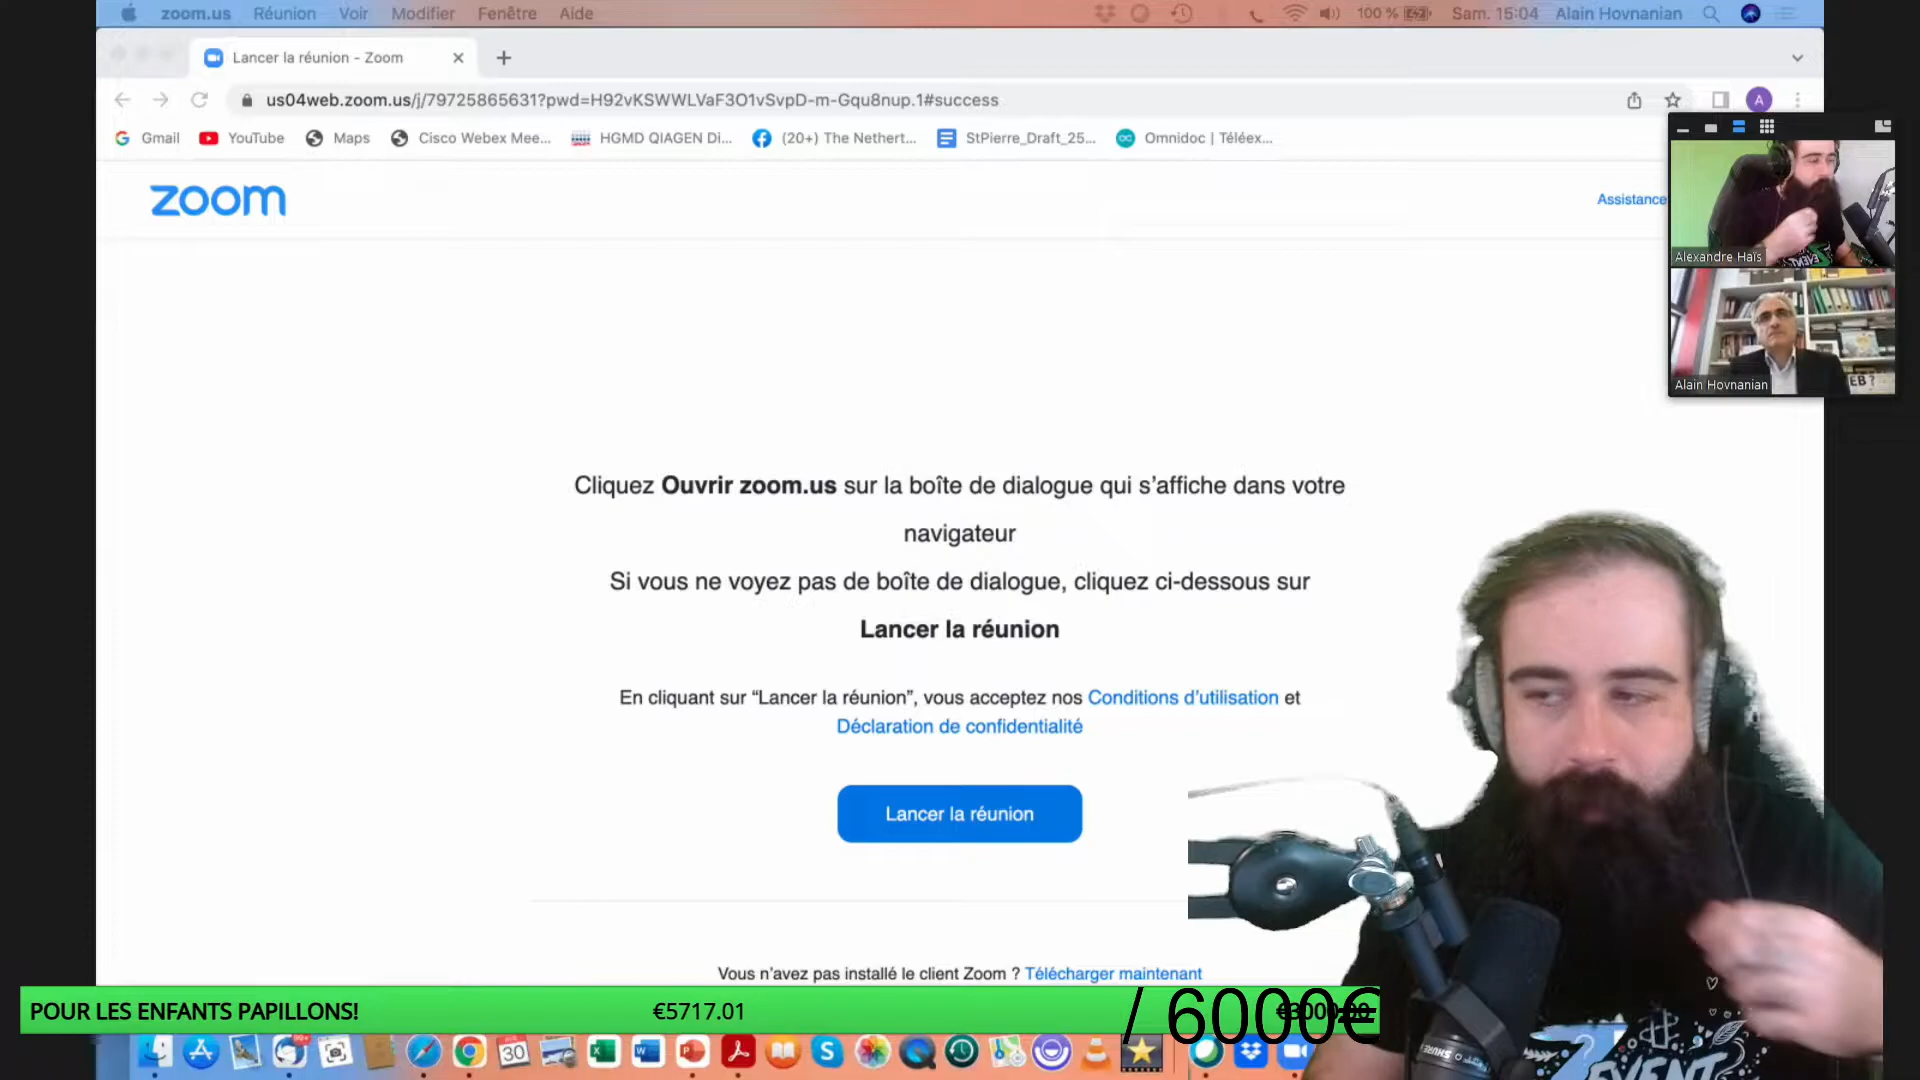 zoom.us Réunion Voir Modifier Fenêtre Aide 100 % Sam. 15:04 Alain Hovnanian
Lancer la réunion - Zoom
us04web.zoom.us/j/79725865631?pwd=H92vKSWWLVaF3O1vSvpD-m-Gqu8nup.1#success A
Gmail YouTube Maps Cisco Webex Mee... HGMD QIAGEN Di... (20+) The Nethert... StPierre_Draft_25... Omnidoc | Téléex...
zoom
Assistance
Alexandre Haïs
Alain Hovnanian
Cliquez Ouvrir zoom.us sur la boîte de dialogue qui s'affiche dans votre
navigateur
Si vous ne voyez pas de boîte de dialogue, cliquez ci-dessous sur
Lancer la réunion
En cliquant sur “Lancer la réunion”, vous acceptez nos Conditions d'utilisation et
Déclaration de confidentialité
Lancer la réunion
Vous n'avez pas installé le client Zoom ? Télécharger maintenant
POUR LES ENFANTS PAPILLONS! €5717.01 / 6000€
30
SHURE
ZEVENT